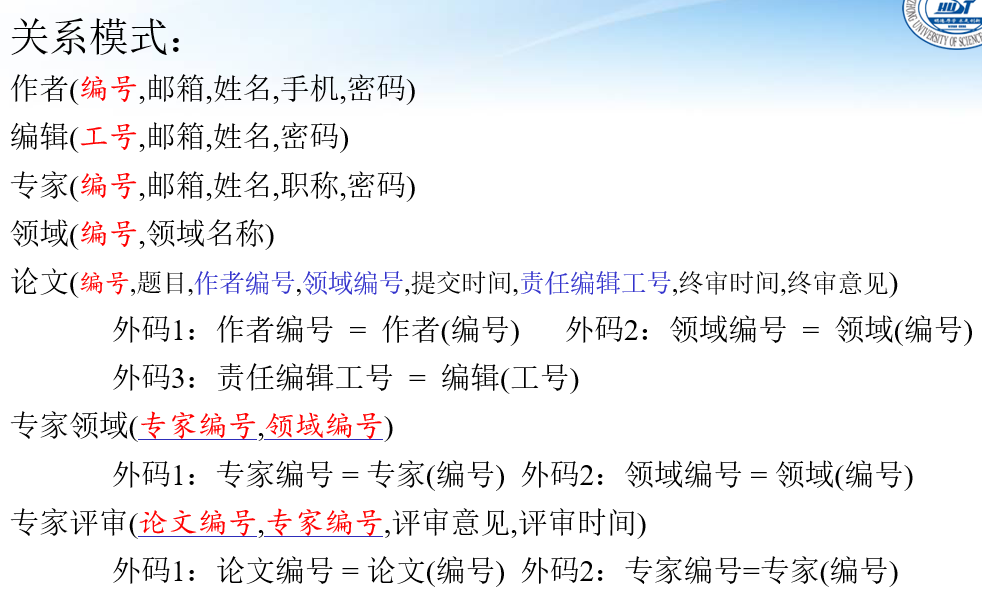 关系模式：
作者(编号,邮箱,姓名,手机,密码)
编辑(工号,邮箱,姓名,密码)
专家(编号,邮箱,姓名,职称,密码)
领域(编号,领域名称)
论文(编号,题目,作者编号,领域编号,提交时间,责任编辑工号,终审时间,终审意见)
外码1：作者编号 = 作者(编号) 外码2：领域编号 = 领域(编号)
外码3：责任编辑工号 = 编辑(工号)
专家领域(专家编号,领域编号)
外码1：专家编号 = 专家(编号) 外码2：领域编号 = 领域(编号)
专家评审(论文编号,专家编号,评审意见,评审时间)
外码1：论文编号 = 论文(编号) 外码2：专家编号=专家(编号)
UNIVERSITY OF SCIENC